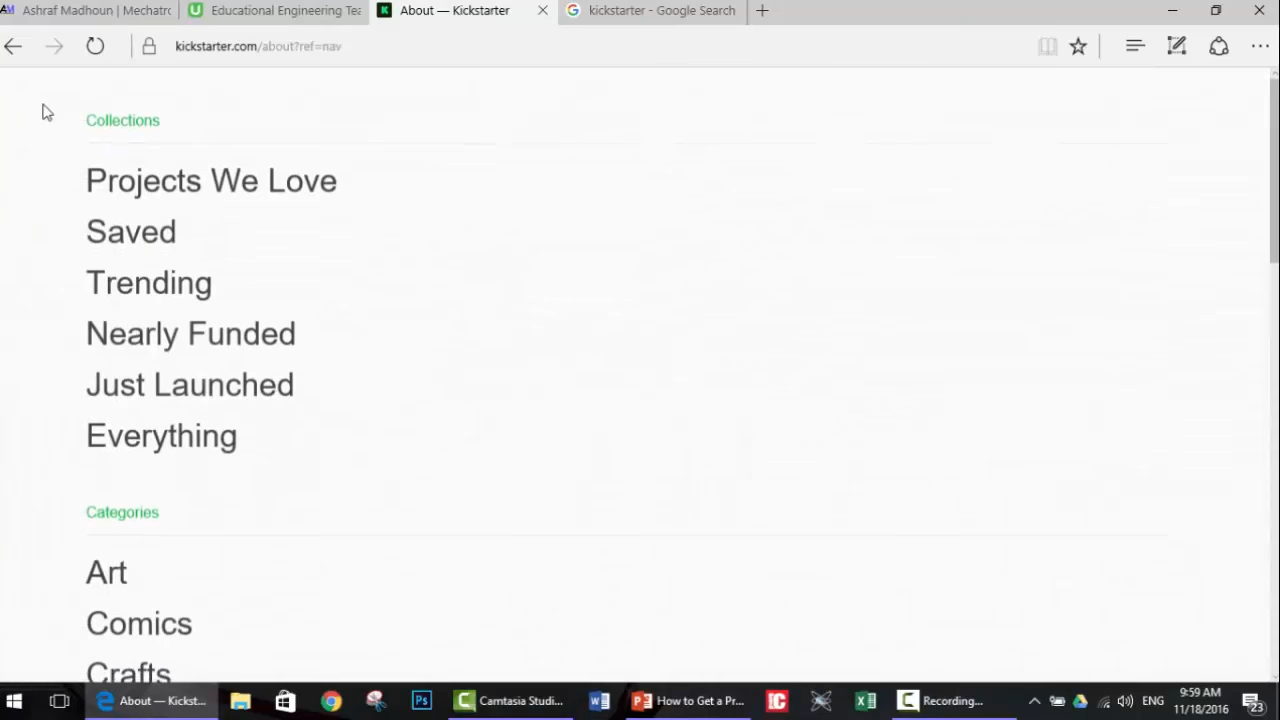 Ashraf Madhoun | Mechatro
Educational Engineering Tea
About — Kickstarter
kickstarter - Google Search
kickstarter.com/about?ref=nav
Collections
Projects We Love
Saved
Trending
Nearly Funded
Just Launched
Everything
Categories
Art
Comics
Crafts
About — Kickst...
Camtasia Studi...
How to Get a Pr...
Recording...
ENG
9:59 AM
11/18/2016
23